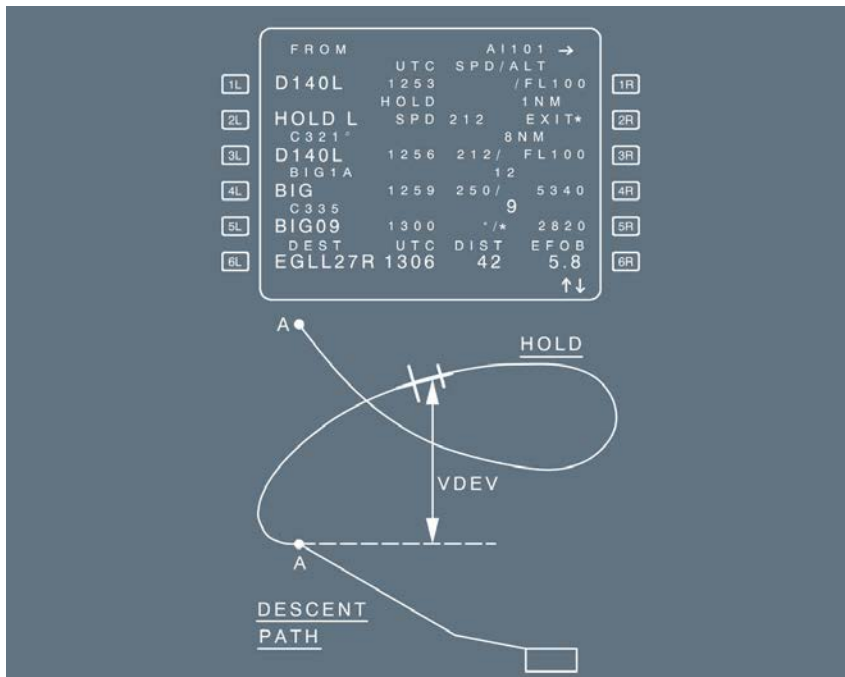 FROM AI101 →
UTC SPD/ALT
1L D140L 1253 /FL100 1R
HOLD 1NM
2L HOLD L SPD 212 EXIT* 2R
C321° 8NM
3L D140L 1256 212/ FL100 3R
BIG1A 12
4L BIG 1259 250/ 5340 4R
C335 9
5L BIG09 1300 "/* 2820 5R
DEST UTC DIST EFOB
6L EGLL27R 1306 42 5.8 6R
↑↓
A
HOLD
VDEV
A
DESCENT
PATH